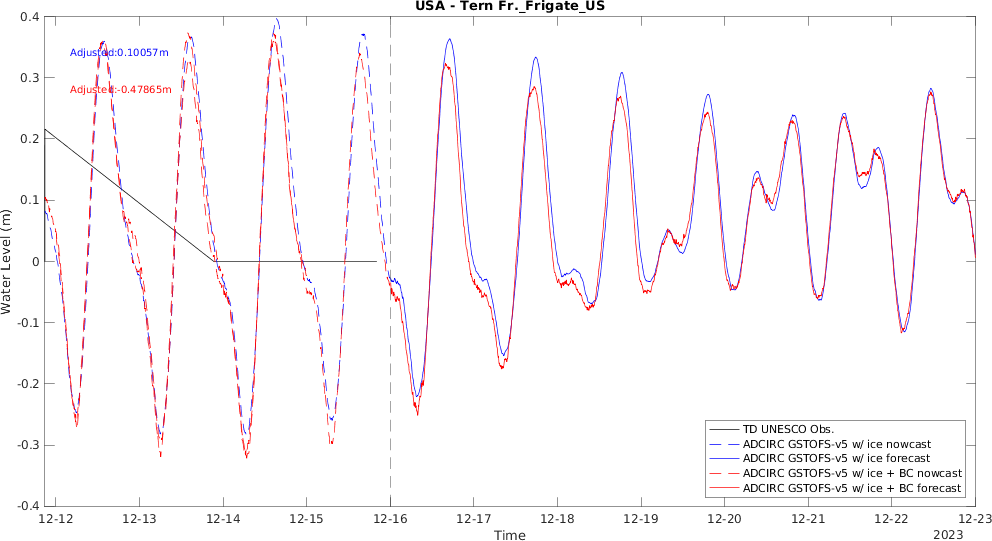 USA - Tern Fr._Frigate_US
Adjusted:0.10057m
Adjusted:-0.47865m
Water Level (m)
0.4
0.3
0.2
0.1
0
-0.1
-0.2
-0.3
-0.4
TD UNESCO Obs.
ADCIRC GSTOFS-v5 w/ ice nowcast
ADCIRC GSTOFS-v5 w/ ice forecast
ADCIRC GSTOFS-v5 w/ ice + BC nowcast
ADCIRC GSTOFS-v5 w/ ice + BC forecast
12-12 12-13 12-14 12-15 12-16 12-17 12-18 12-19 12-20 12-21 12-22 12-23
Time
2023